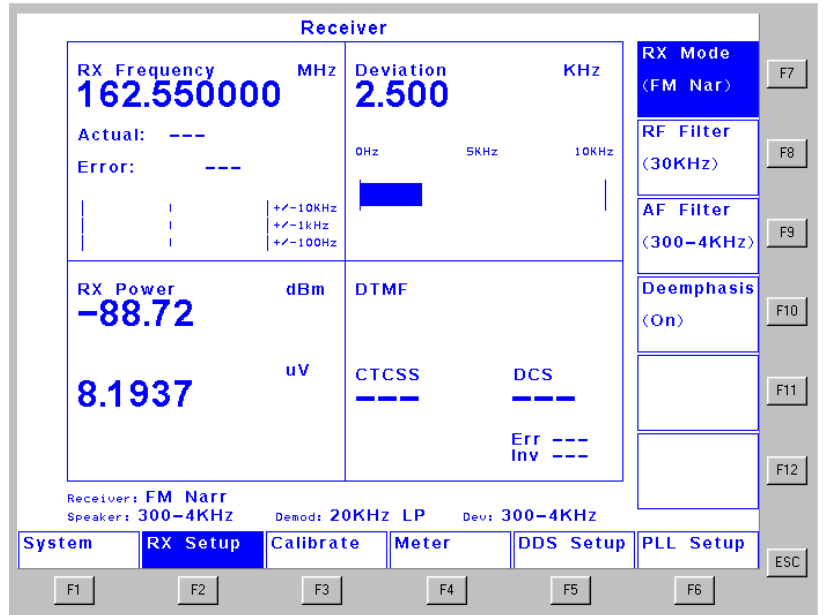 Receiver
RX Frequency MHz
162.550000
Actual: ---
Error: ---
+/-10KHz
+/-1kHz
+/-100Hz
Deviation KHz
2.500
0Hz 5KHz 10KHz
RX Power dBm
-88.72
uV
8.1937
DTMF
CTCSS DCS
--- ---
Err ---
Inv ---
RX Mode
(FM Nar)
F7
RF Filter
(30KHz)
F8
AF Filter
(300-4KHz)
F9
Deemphasis
(On)
F10
F11
F12
Receiver: FM Narr
Speaker: 300-4KHz Demod: 20KHz LP Dev: 300-4KHz
System RX Setup Calibrate Meter DDS Setup PLL Setup
ESC
F1 F2 F3 F4 F5 F6